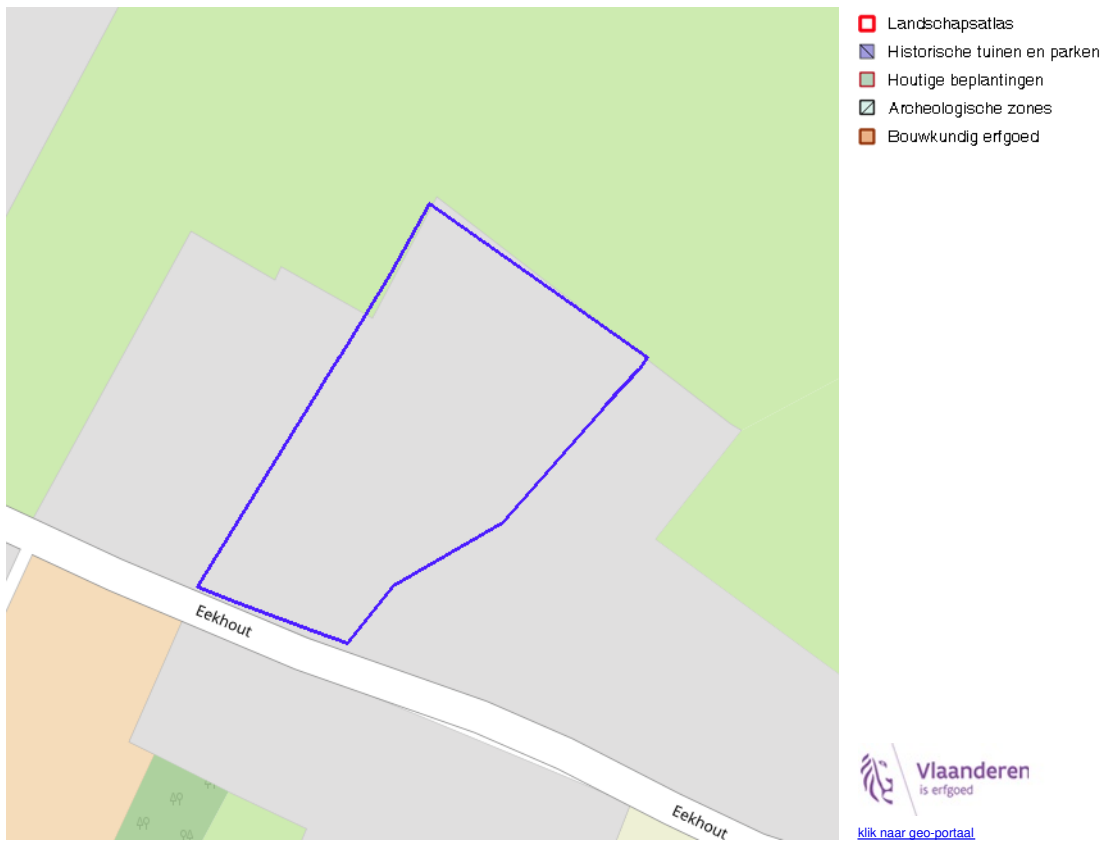 Landschapsatlas
Historische tuinen en parken
Houtige beplantingen
Archeologische zones
Bouwkundig erfgoed
Eekhout
Eekhout
Vlaanderen
is erfgoed
klik naar geo-portaal